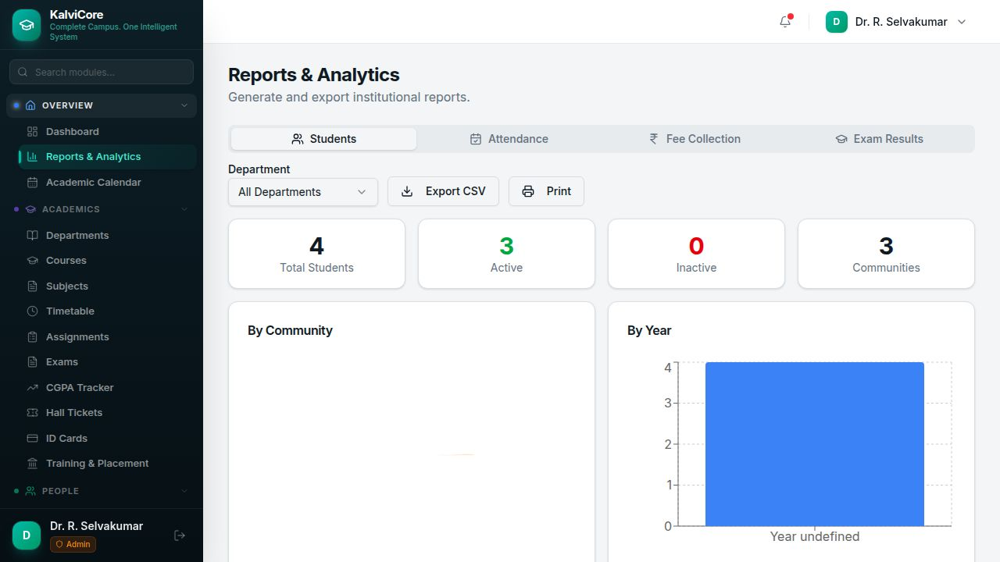 KalviCore
Complete Campus. One Intelligent
System
Search modules...
OVERVIEW
Dashboard
Reports & Analytics
Academic Calendar
ACADEMICS
Departments
Courses
Subjects
Timetable
Assignments
Exams
CGPA Tracker
Hall Tickets
ID Cards
Training & Placement
PEOPLE
D
Dr. R. Selvakumar
Admin
D
Dr. R. Selvakumar
Reports & Analytics
Generate and export institutional reports.
Students
Attendance
Fee Collection
Exam Results
Department
All Departments
Export CSV
Print
4
Total Students
3
Active
0
Inactive
3
Communities
By Community
By Year
4
3
2
1
0
Year undefined